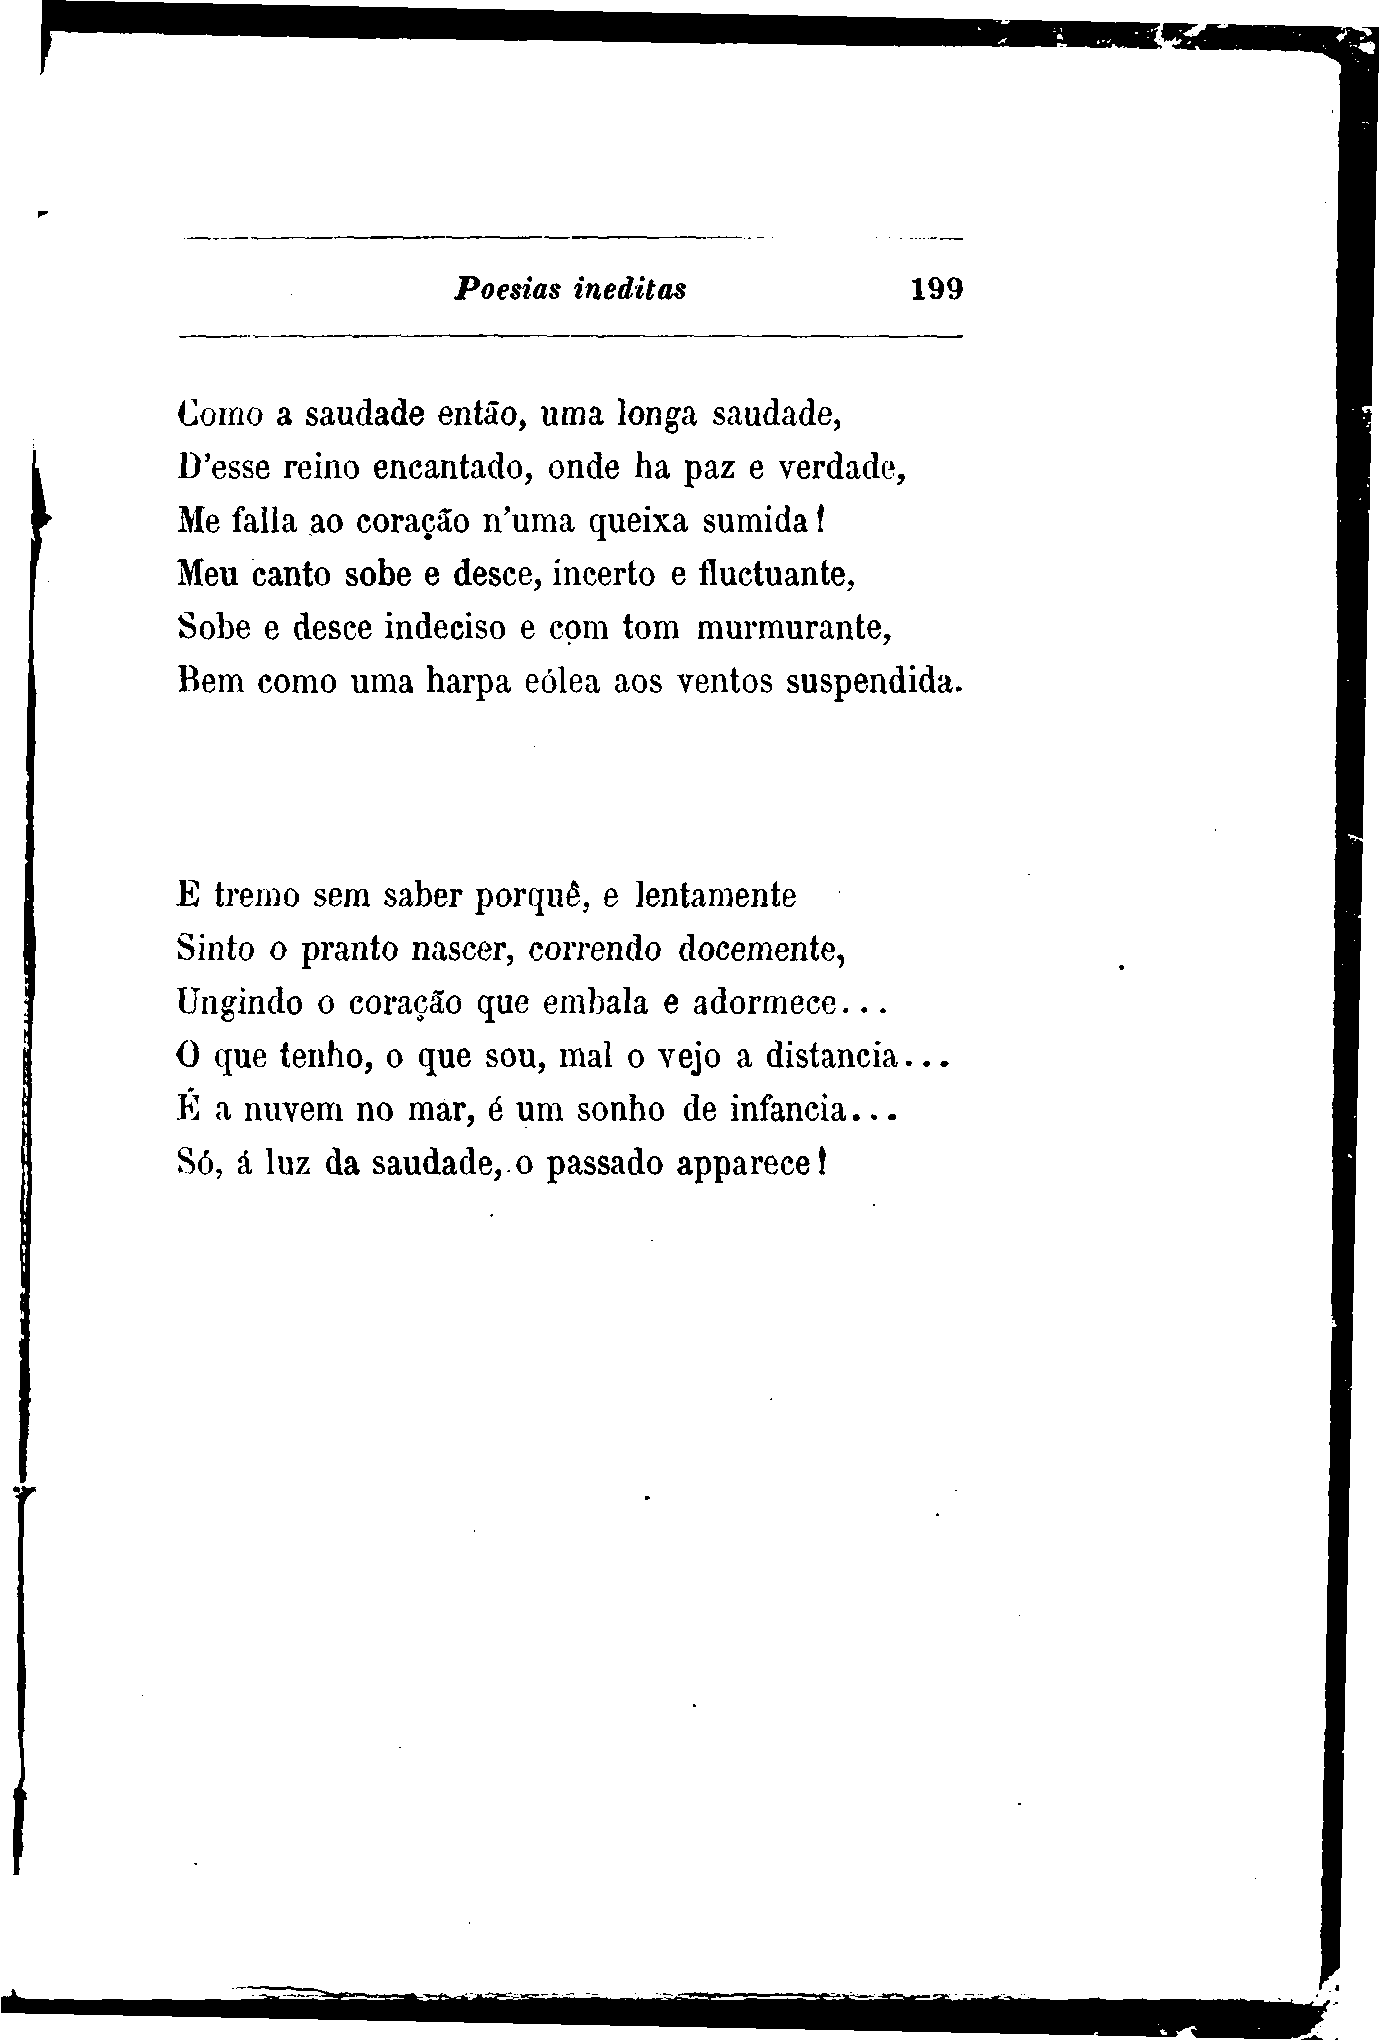 Poesias ineditas 199
Como a saudade então, uma longa saudade,
D'esse reino encantado, onde ha paz e verdade,
Me falla ao coração n'uma queixa sumida!
Meu canto sobe e desce, incerto e fluctuante,
Sobe e desce indeciso e com tom murmurante,
Bem como uma harpa eólea aos ventos suspendida.
E tremo sem saber porquê, e lentamente
Sinto o pranto nascer, correndo docemente,
Ungindo o coração que embala e adormece...
O que tenho, o que sou, mal o vejo a distancia...
É a nuvem no mar, é um sonho de infancia...
Só, á luz da saudade, o passado apparece!